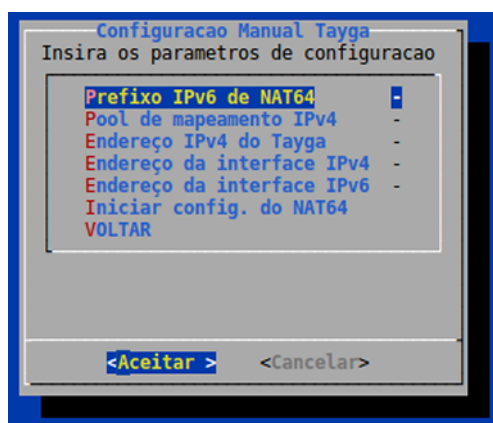 Configuracao Manual Tayga
Insira os parametros de configuracao
Prefixo IPv6 de NAT64 -
Pool de mapeamento IPv4 -
Endereço IPv4 do Tayga -
Endereço da interface IPv4 -
Endereço da interface IPv6 -
Iniciar config. do NAT64
VOLTAR
<Aceitar > <Cancelar>